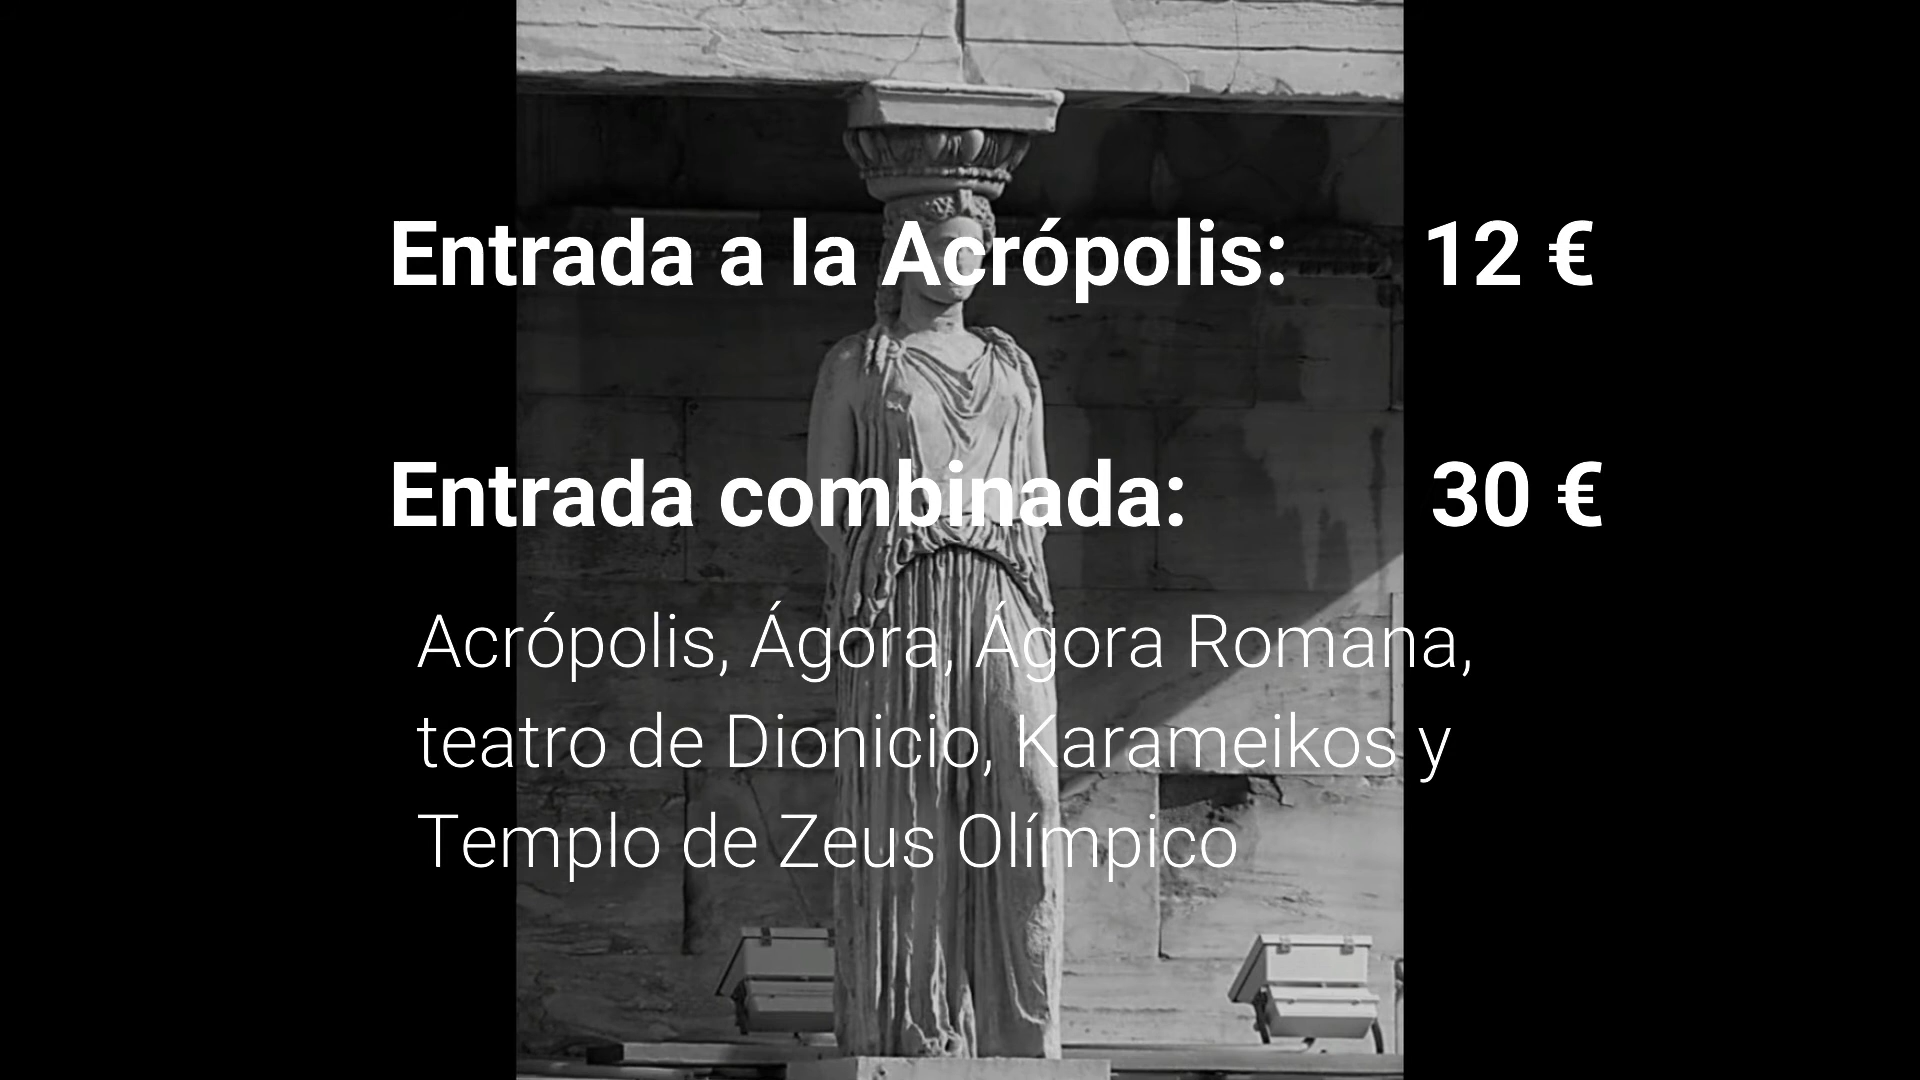 Entrada a la Acrópolis: 12 €
Entrada combinada: 30 €
Acrópolis, Ágora, Ágora Romana,
teatro de Dionicio, Karameikos y
Templo de Zeus Olímpico